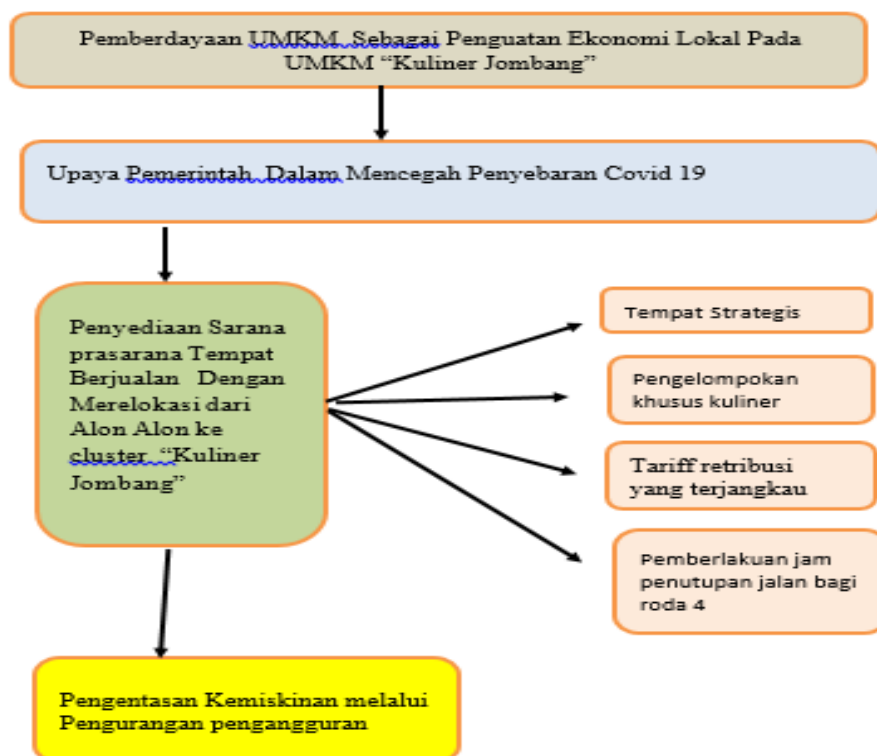 Pemberdayaan UMKM Sebagai Penguatan Ekonomi Lokal Pada
UMKM “Kuliner Jombang”
Upaya Pemerintah Dalam Mencegah Penyebaran Covid 19
Penyediaan Sarana
prasarana Tempat
Berjualan Dengan
Merelokasi dari
Alon Alon ke
cluster “Kuliner
Jombang”
Tempat Strategis
Pengelompokan
khusus kuliner
Tariff retribusi
yang terjangkau
Pemberlakuan jam
penutupan jalan bagi
roda 4
Pengentasan Kemiskinan melalui
Pengurangan pengangguran